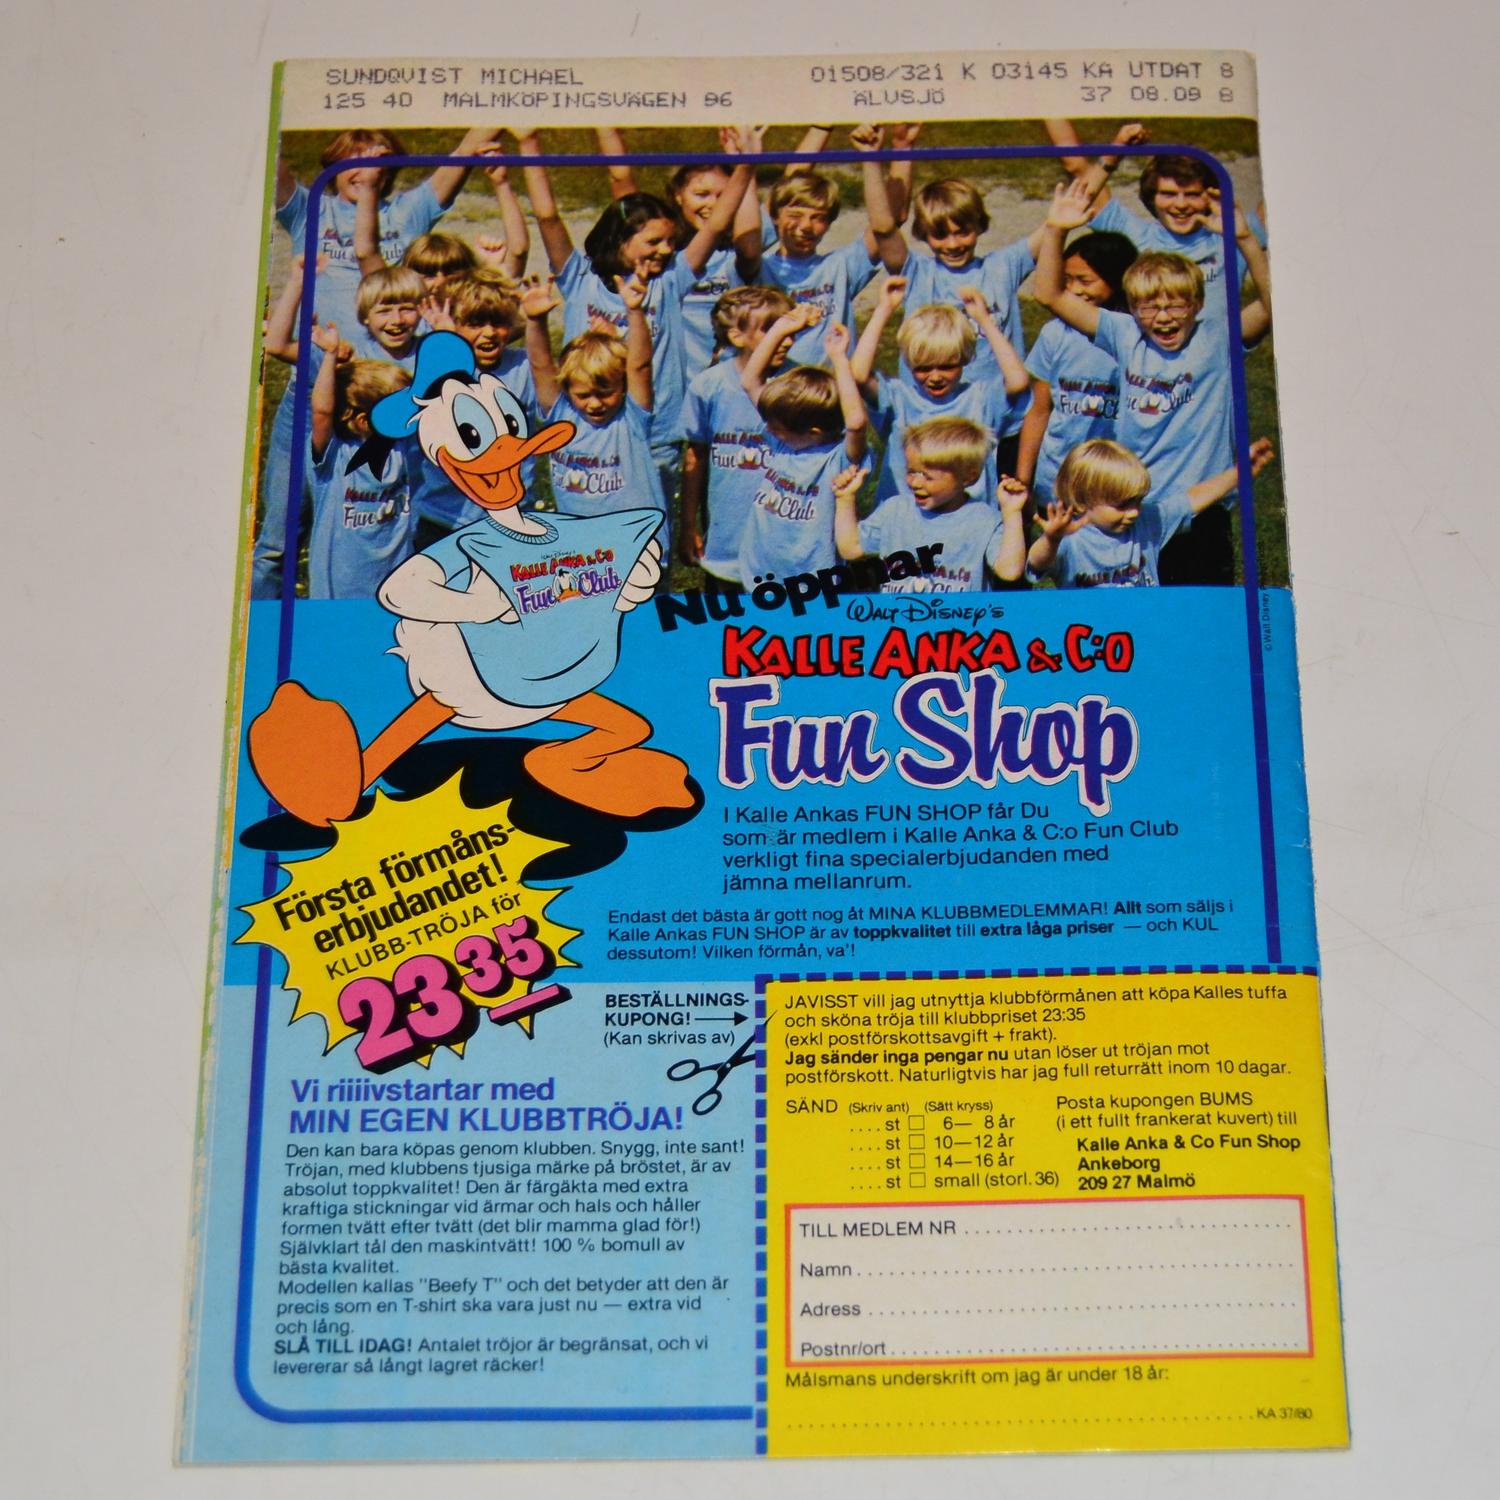 SUNDQVIST MICHAEL 01508/321 K 03145 KA UTDAT 8
125 40 MALMKÖPINGSVÄGEN 96 ÄLVSJÖ 37 08.09 8
Walt Disney's
KALLE ANKA & Co
Fun Club
Nu öppnar
WALT DISNEY'S
KALLE ANKA & C:O
Fun Shop
© Walt Disney
I Kalle Ankas FUN SHOP får Du
som är medlem i Kalle Anka & C:o Fun Club
verkligt fina specialerbjudanden med
jämna mellanrum.
Endast det bästa är gott nog åt MINA KLUBBMEDLEMMAR! Allt som säljs i
Kalle Ankas FUN SHOP är av toppkvalitet till extra låga priser — och KUL
dessutom! Vilken förmån, va'!
Första förmåns-
erbjudandet!
KLUBB-TRÖJA för
23 35
BESTÄLLNINGS-
KUPONG!
(Kan skrivas av)
Vi riiiivstartar med
MIN EGEN KLUBBTRÖJA!
Den kan bara köpas genom klubben. Snygg, inte sant!
Tröjan, med klubbens tjusiga märke på bröstet, är av
absolut toppkvalitet! Den är färgäkta med extra
kraftiga stickningar vid ärmar och hals och håller
formen tvätt efter tvätt (det blir mamma glad för!)
Självklart tål den maskintvätt! 100 % bomull av
bästa kvalitet.
Modellen kallas "Beefy T" och det betyder att den är
precis som en T-shirt ska vara just nu — extra vid
och lång.
SLÅ TILL IDAG! Antalet tröjor är begränsat, och vi
levererar så långt lagret räcker!
JAVISST vill jag utnyttja klubbförmånen att köpa Kalles tuffa
och sköna tröja till klubbpriset 23:35
(exkl postförskottsavgift + frakt).
Jag sänder inga pengar nu utan löser ut tröjan mot
postförskott. Naturligtvis har jag full returrätt inom 10 dagar.
SÄND (Skriv ant) (Sätt kryss)
.... st ☐ 6— 8 år
.... st ☐ 10—12 år
.... st ☐ 14—16 år
.... st ☐ small (storl. 36)
Posta kupongen BUMS
(i ett fullt frankerat kuvert) till
Kalle Anka & Co Fun Shop
Ankeborg
209 27 Malmö
TILL MEDLEM NR
Namn
Adress
Postnr/ort
Målsmans underskrift om jag är under 18 år:
KA 37/80